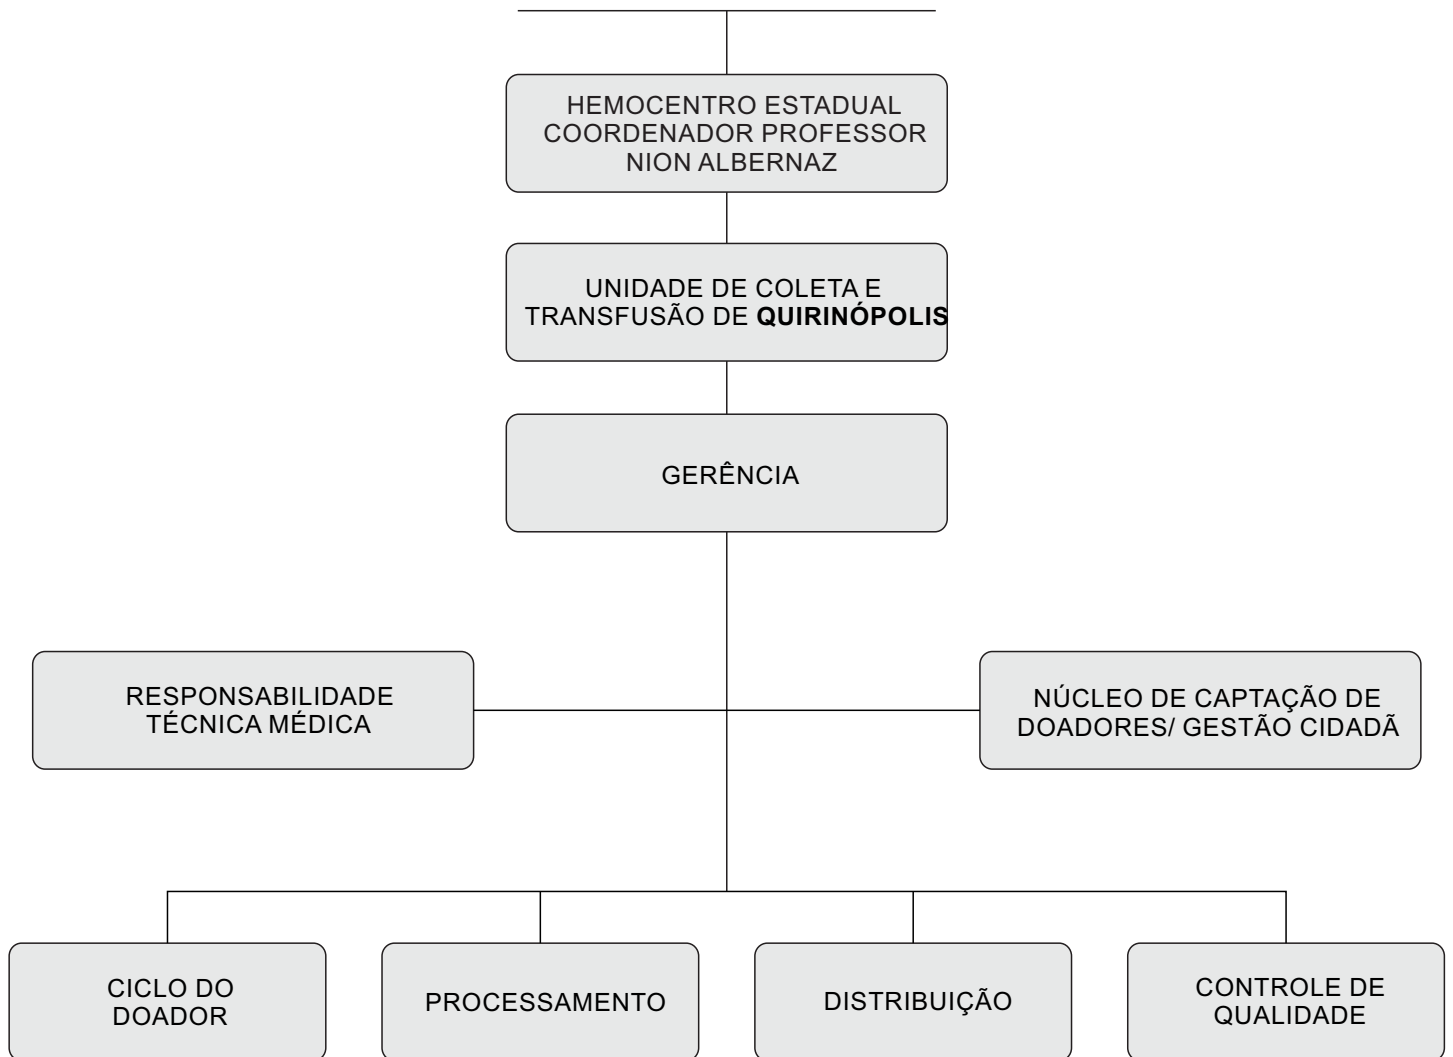 HEMOCENTRO ESTADUAL
COORDENADOR PROFESSOR
NION ALBERNAZ
UNIDADE DE COLETA E
TRANSFUSÃO DE QUIRINÓPOLIS
GERÊNCIA
RESPONSABILIDADE
TÉCNICA MÉDICA
NÚCLEO DE CAPTAÇÃO DE
DOADORES/ GESTÃO CIDADÃ
CICLO DO
DOADOR
PROCESSAMENTO
DISTRIBUIÇÃO
CONTROLE DE
QUALIDADE